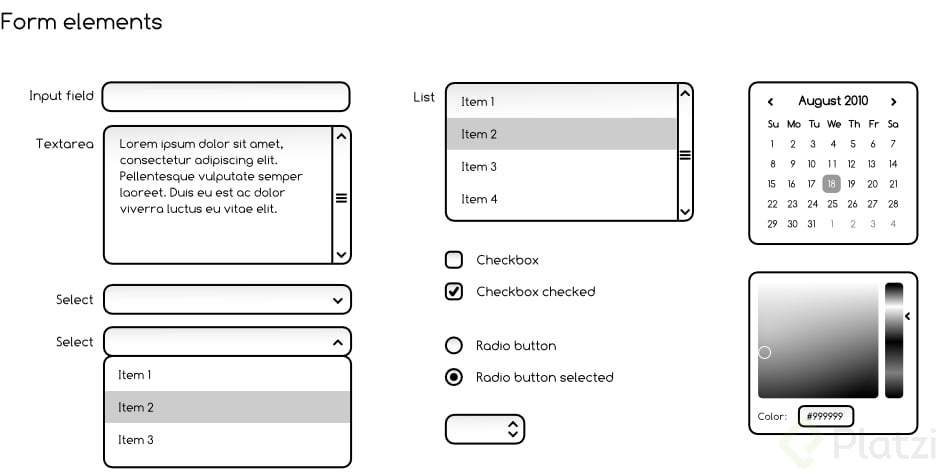 Form elements
Input field
Textarea
Lorem ipsum dolor sit amet,
consectetur adipiscing elit.
Pellentesque vulputate semper
laoreet. Duis eu est ac dolor
viverra luctus eu vitae elit.
Select
Select
Item 1
Item 2
Item 3
List
Item 1
Item 2
Item 3
Item 4
Checkbox
Checkbox checked
Radio button
Radio button selected
August 2010
Su Mo Tu We Th Fr Sa
1 2 3 4 5 6 7
8 9 10 11 12 13 14
15 16 17 18 19 20 21
22 23 24 25 26 27 28
29 30 31 1 2 3 4
Color: #999999
Platzi